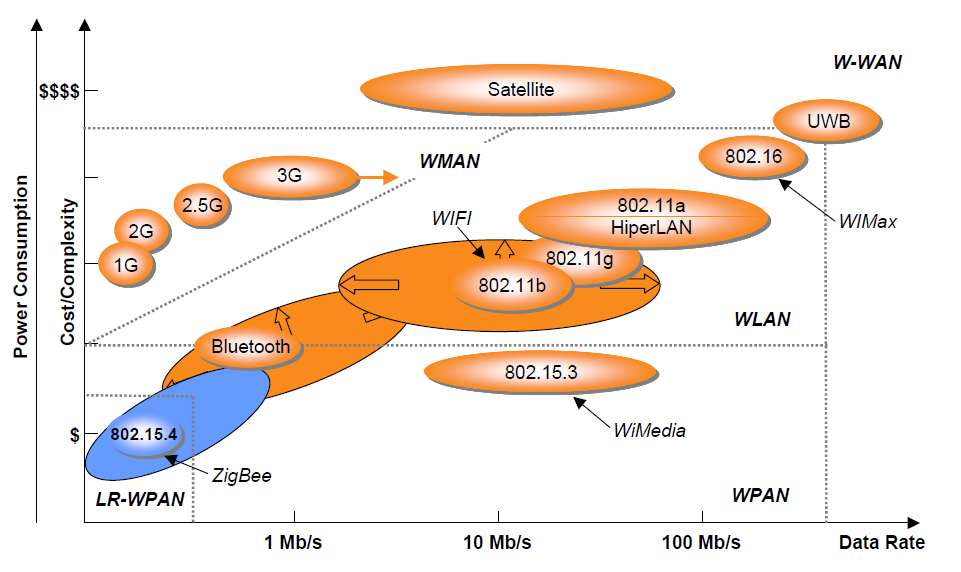 W-WAN
$$$$
Satellite
UWB
802.16
WMAN
3G
2.5G
802.11a
HiperLAN
WIFI
WIMax
2G
1G
802.11g
802.11b
Power Consumption
Cost/Complexity
WLAN
Bluetooth
802.15.3
WiMedia
$
802.15.4
ZigBee
LR-WPAN
WPAN
1 Mb/s
10 Mb/s
100 Mb/s
Data Rate